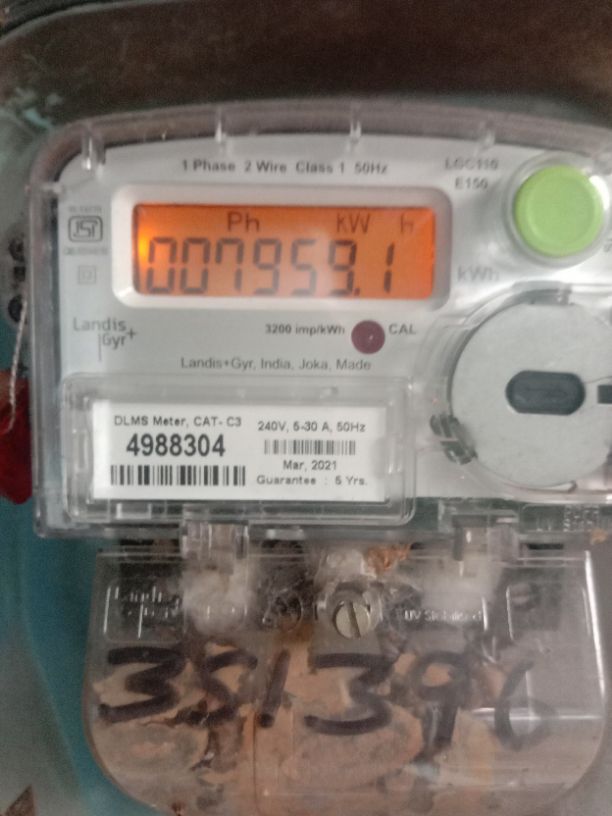 1 Phase 2 Wire Class 1 50Hz
E150
Ph kW h
007959.1
kWh
Landis
Gyr+
3200 imp/kWh CAL
Landis+Gyr, India, Joka, Made
DLMS Meter, CAT- C3
4988304
240V, 5-30 A, 50Hz
Mar, 2021
Guarantee : 5 Yrs.
381396